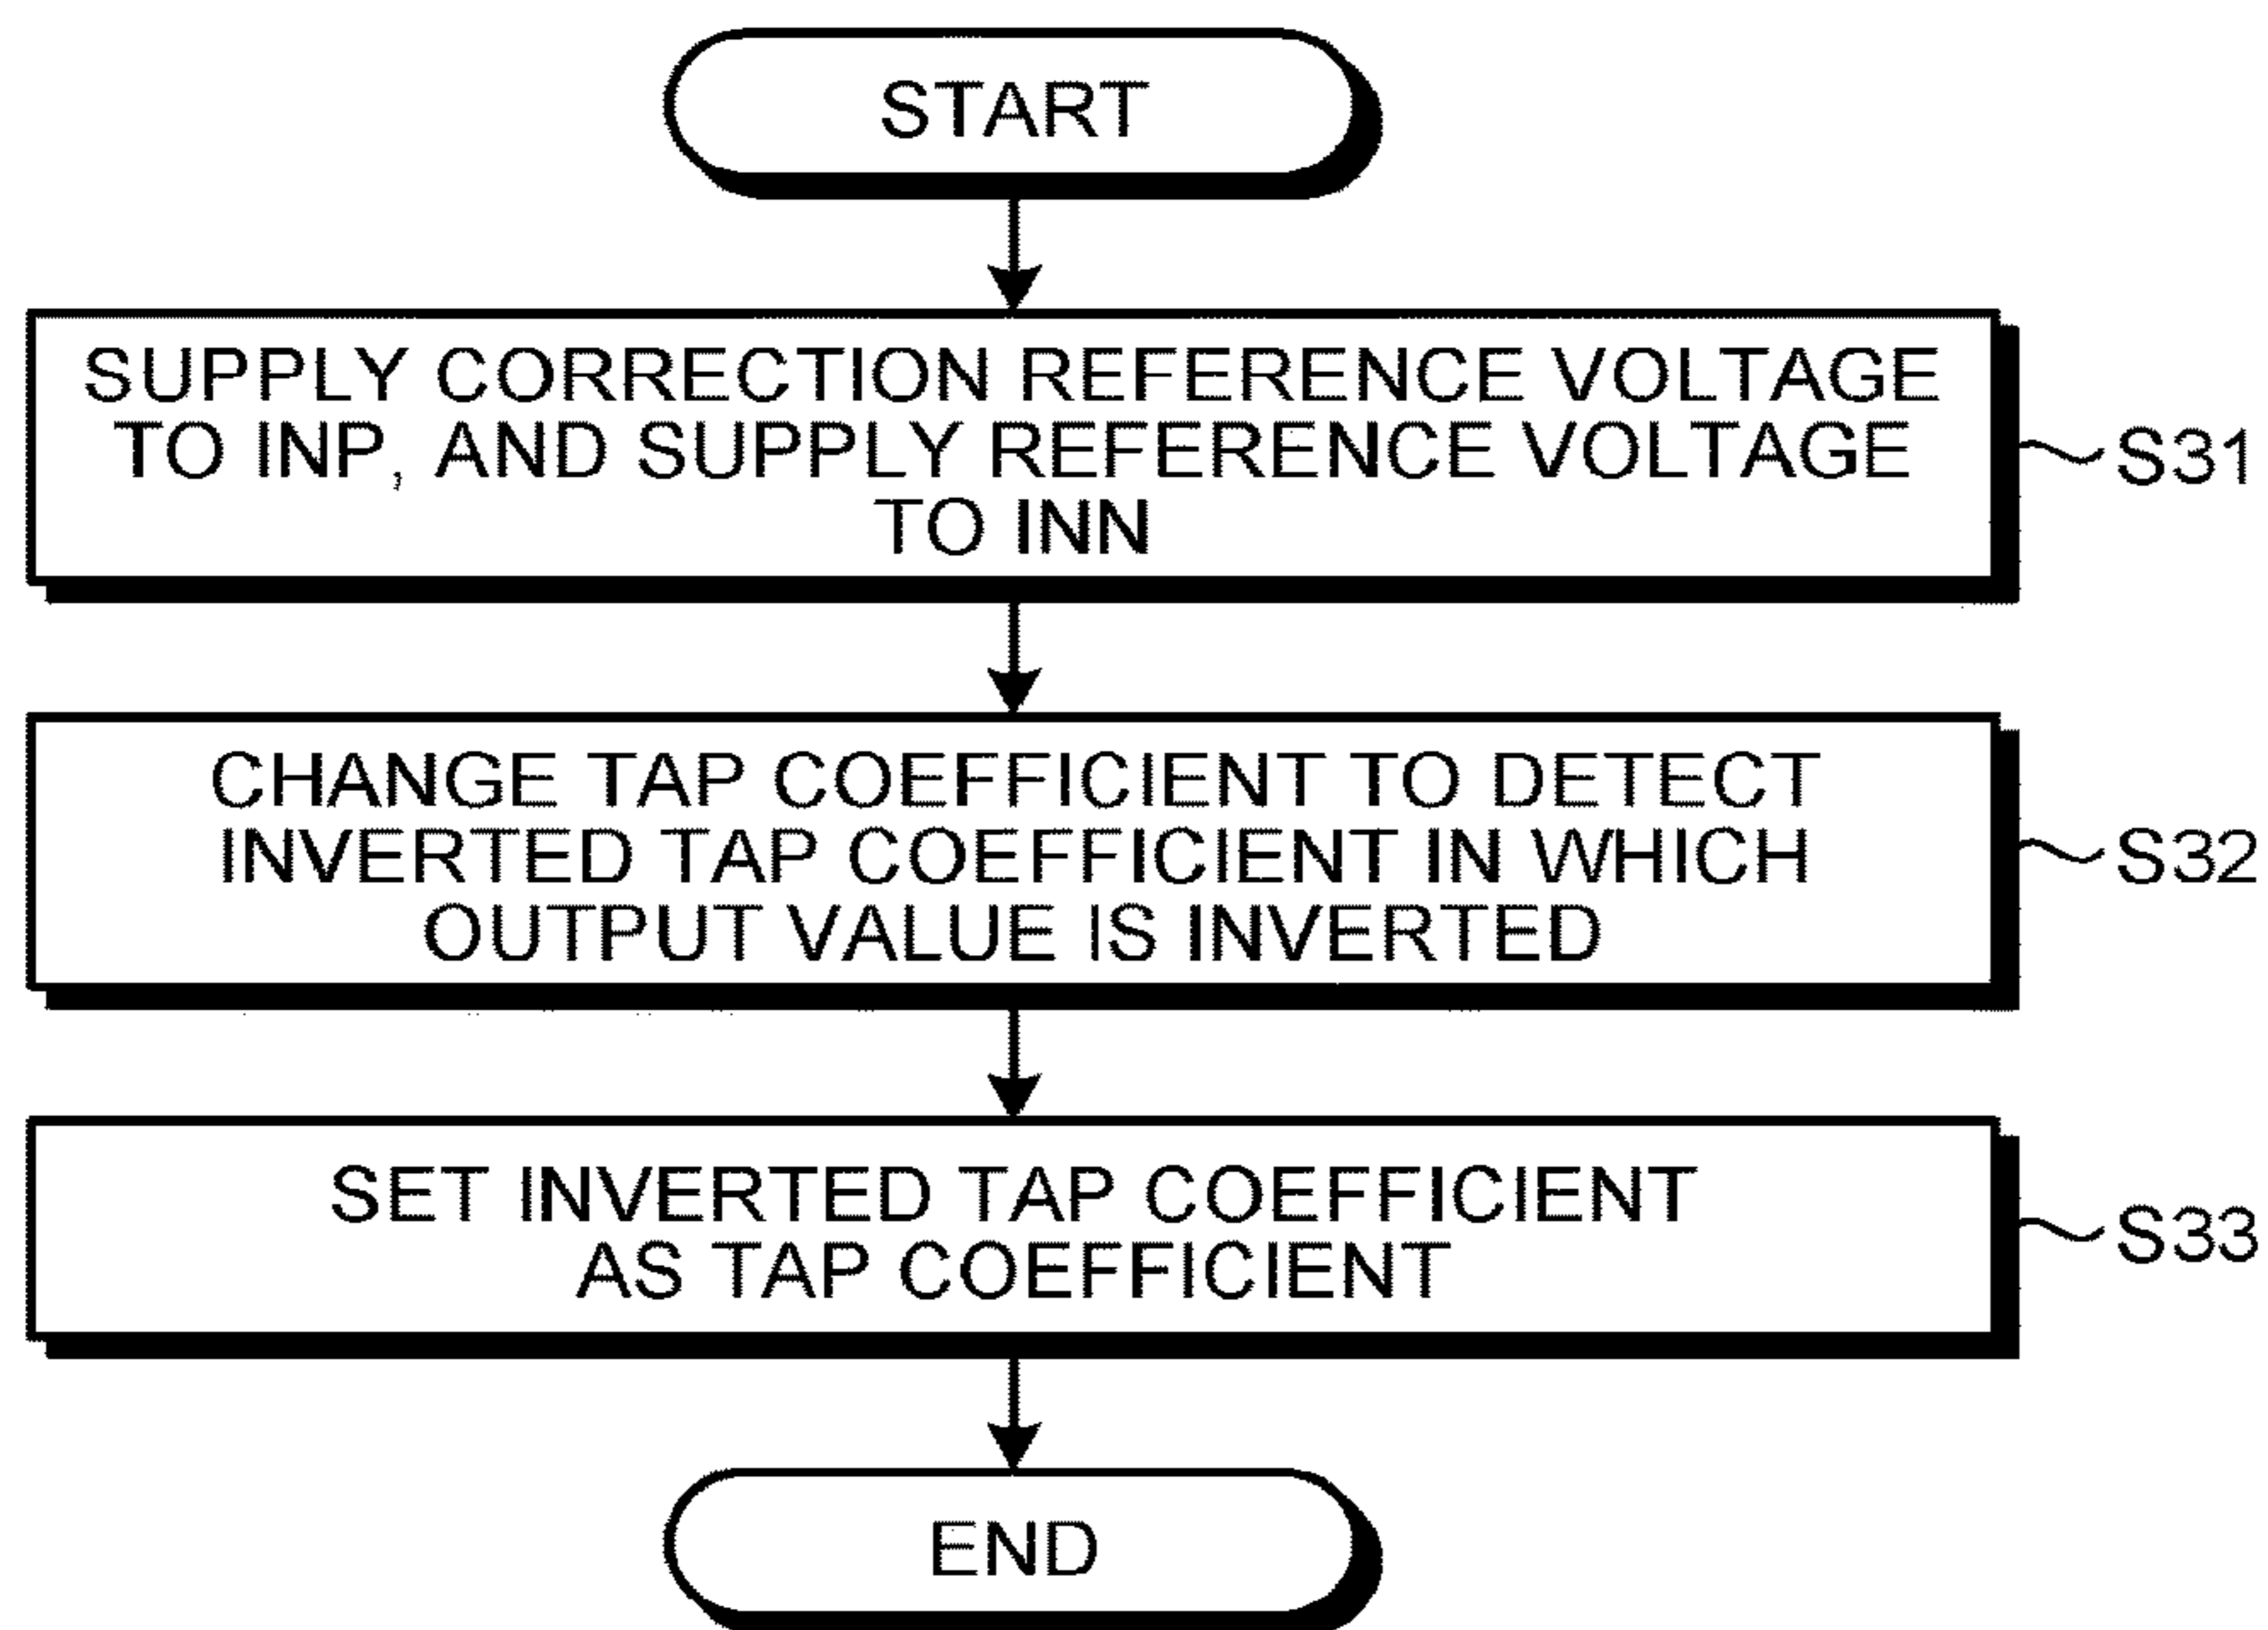 START
SUPPLY CORRECTION REFERENCE VOLTAGE
TO INP, AND SUPPLY REFERENCE VOLTAGE
TO INN
S31
CHANGE TAP COEFFICIENT TO DETECT
INVERTED TAP COEFFICIENT IN WHICH
OUTPUT VALUE IS INVERTED
S32
SET INVERTED TAP COEFFICIENT
AS TAP COEFFICIENT
S33
END